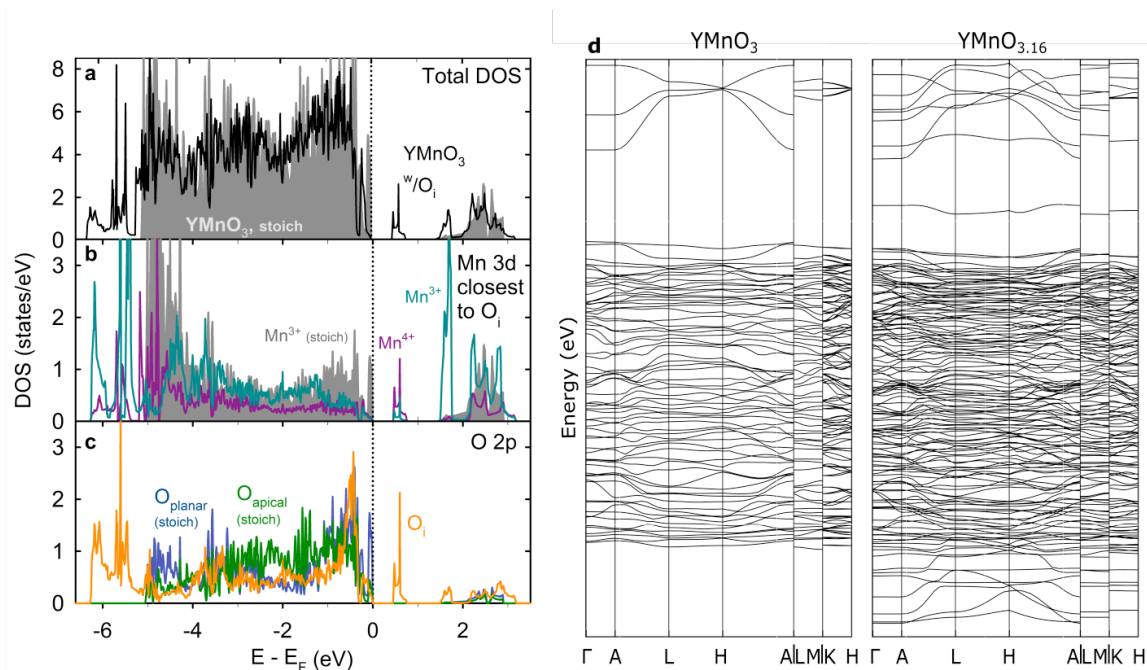 a
Total DOS
YMnO3
w/Oi
YMnO3, stoich
8
6
4
2
0
b
Mn 3d
closest
to Oi
Mn3+
Mn3+ (stoich)
Mn4+
3
2
1
0
DOS (states/eV)
c
O 2p
Oplanar
(stoich)
Oapical
(stoich)
Oi
3
2
1
0
-6 -4 -2 0 2
E - EF (eV)
d
YMnO3
YMnO3.16
Energy (eV)
Γ A L H A|L M|K H
Γ A L H A|L M|K H